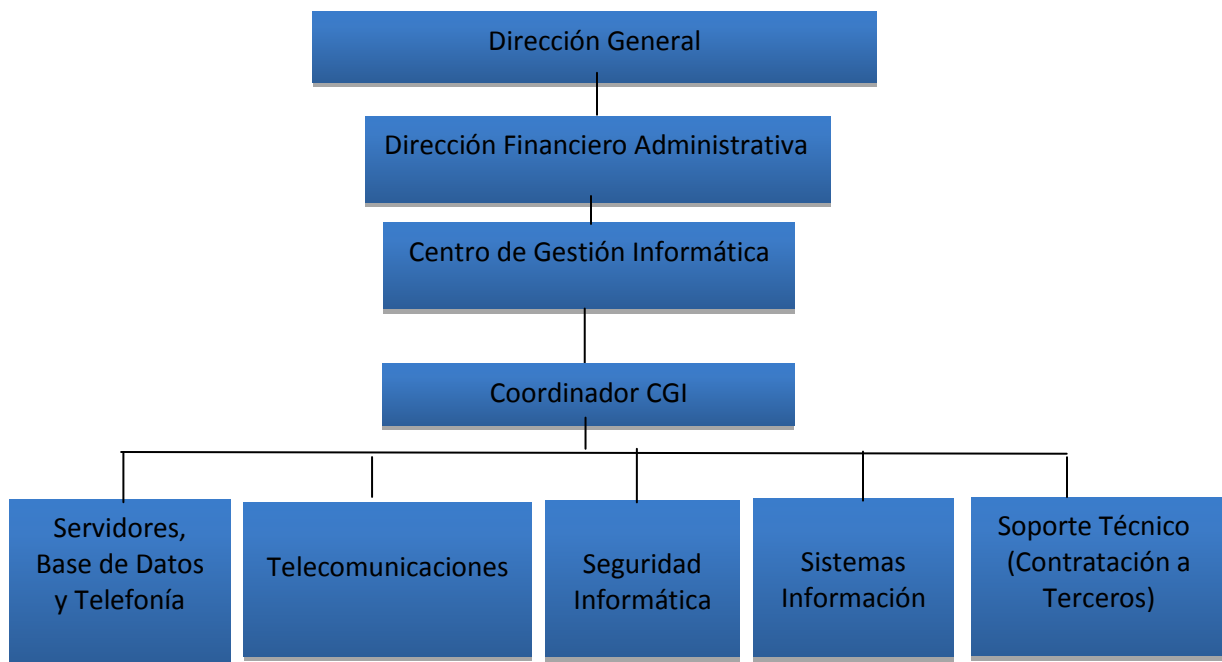 Dirección General
Dirección Financiero Administrativa
Centro de Gestión Informática
Coordinador CGI
Servidores,
Base de Datos
y Telefonía
Telecomunicaciones
Seguridad
Informática
Sistemas
Información
Soporte Técnico
(Contratación a
Terceros)